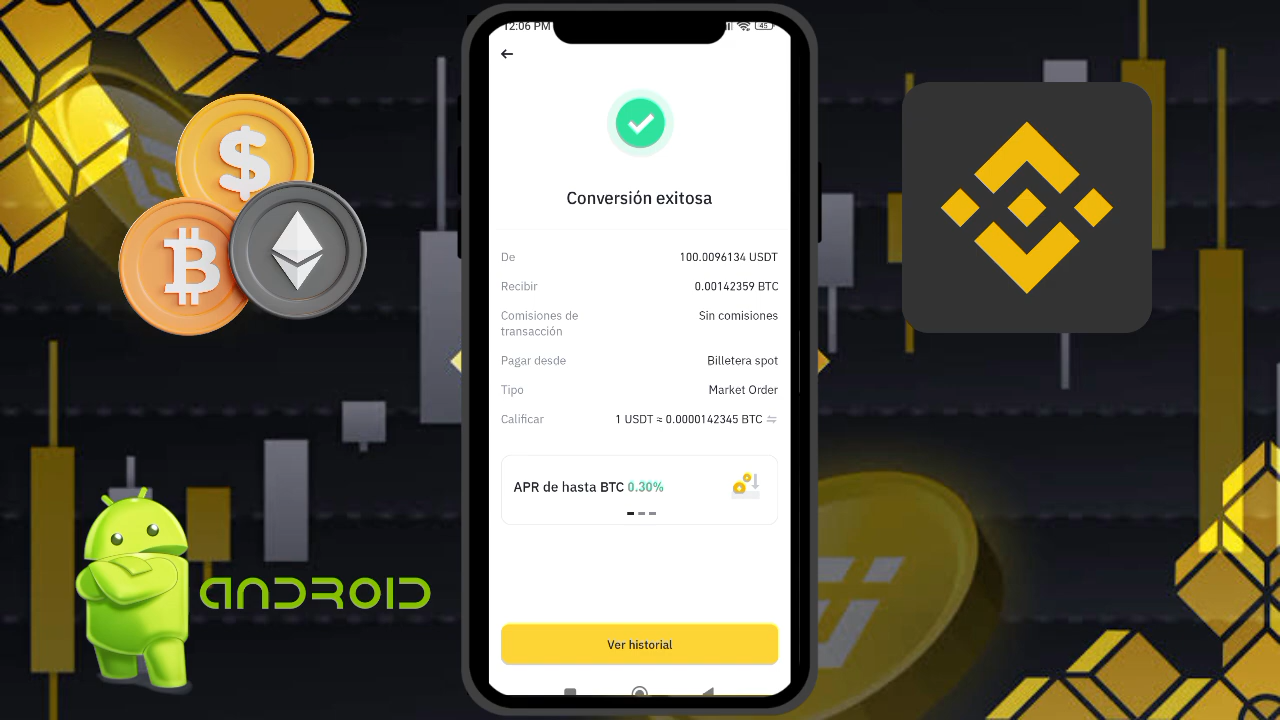 12:06 PM
45
Conversión exitosa
De 100.0096134 USDT
Recibir 0.00142359 BTC
Comisiones de Sin comisiones
transacción
Pagar desde Billetera spot
Tipo Market Order
Calificar 1 USDT ≈ 0.0000142345 BTC
APR de hasta BTC 0.30%
Ver historial
ANDROID